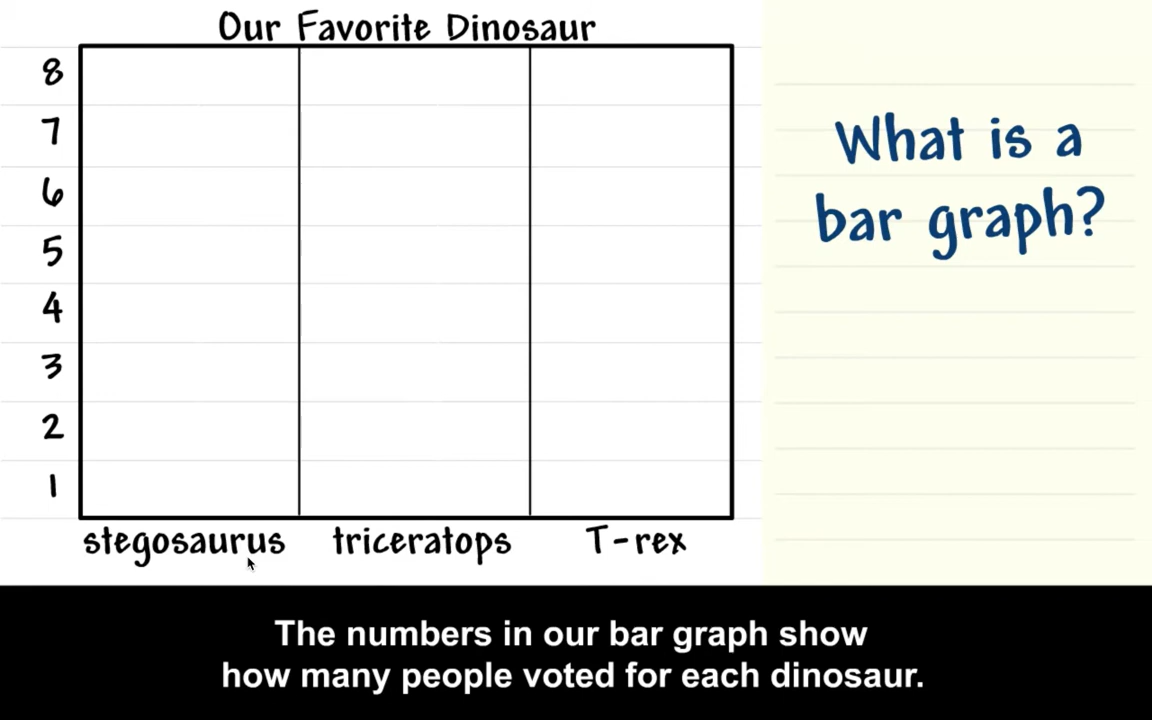 Our Favorite Dinosaur
8
7
6
5
4
3
2
1
stegosaurus triceratops T-rex
What is a
bar graph?
The numbers in our bar graph show
how many people voted for each dinosaur.